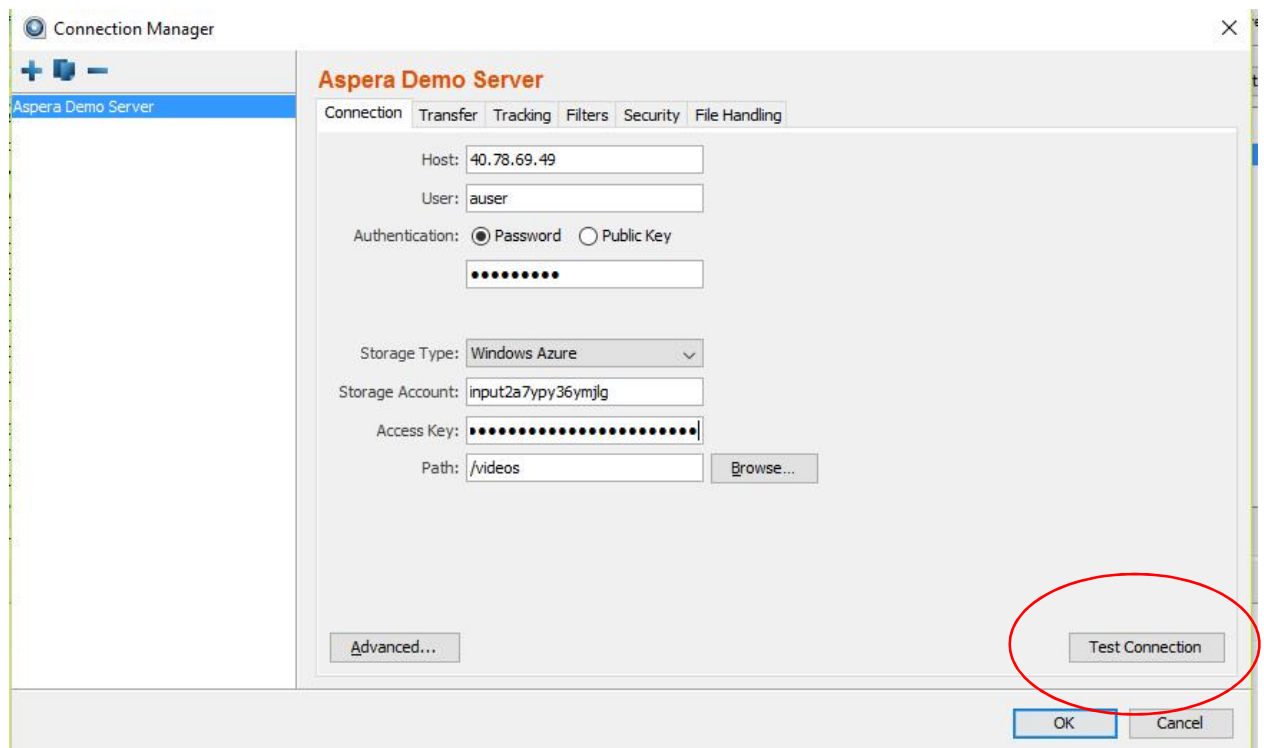 Connection Manager
Aspera Demo Server
Aspera Demo Server
Connection Transfer Tracking Filters Security File Handling
Host: 40.78.69.49
User: auser
Authentication: Password Public Key
•••••••••
Storage Type: Windows Azure
Storage Account: input2a7ypy36ymjlg
Access Key: •••••••••••••••••••••••
Path: /videos Browse...
Advanced... Test Connection
OK Cancel